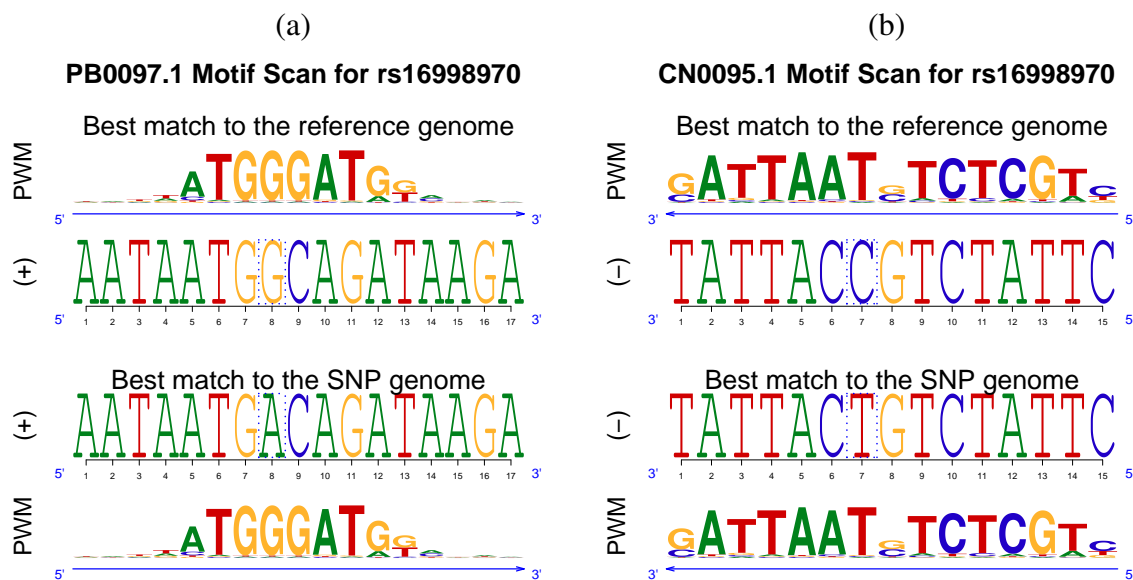 (a)
PB0097.1 Motif Scan for rs16998970
Best match to the reference genome
PWM
ATGGGATGG
5' 3'
(+)
AATAATGGCAGATAAGA
5' 1 2 3 4 5 6 7 8 9 10 11 12 13 14 15 16 17 3'
Best match to the SNP genome
(+)
AATAATGACAGATAAGA
5' 1 2 3 4 5 6 7 8 9 10 11 12 13 14 15 16 17 3'
PWM
ATGGGATGG
5' 3'
(b)
CN0095.1 Motif Scan for rs16998970
Best match to the reference genome
PWM
GATTAATGTCTCGTC
3' 5
(−)
TATTACCGTCTATTC
3' 1 2 3 4 5 6 7 8 9 10 11 12 13 14 15 5
Best match to the SNP genome
(−)
TATTACTGTCTATTC
3' 1 2 3 4 5 6 7 8 9 10 11 12 13 14 15 5
PWM
GATTAATGTCTCGTC
3' 5